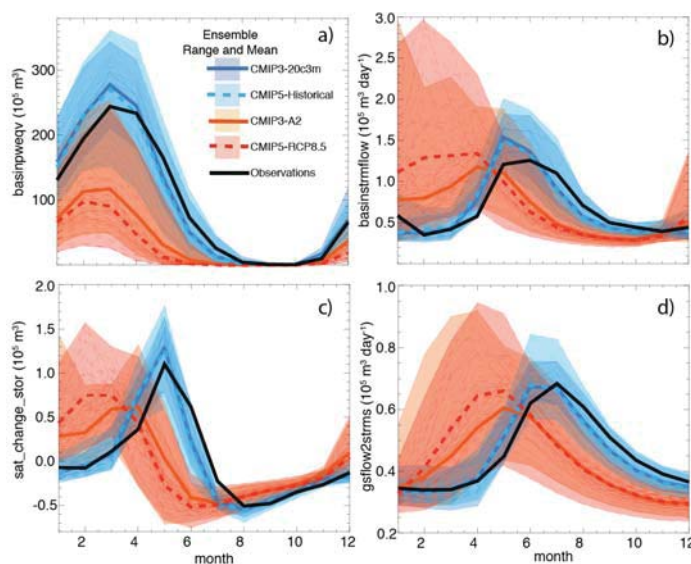 Ensemble
Range and Mean
CMIP3-20c3m
CMIP5-Historical
CMIP3-A2
CMIP5-RCP8.5
Observations
a)
basinpweqv (10⁵ m³)
300
200
100
b)
basinstrmflow (10⁵ m³ day⁻¹)
3.0
2.5
2.0
1.5
1.0
0.5
c)
sat_change_stor (10⁵ m³)
2.0
1.5
1.0
0.5
0.0
-0.5
2 4 6 8 10 12
month
d)
gsflow2strms (10⁵ m³ day⁻¹)
1.0
0.8
0.6
0.4
0.2
2 4 6 8 10 12
month